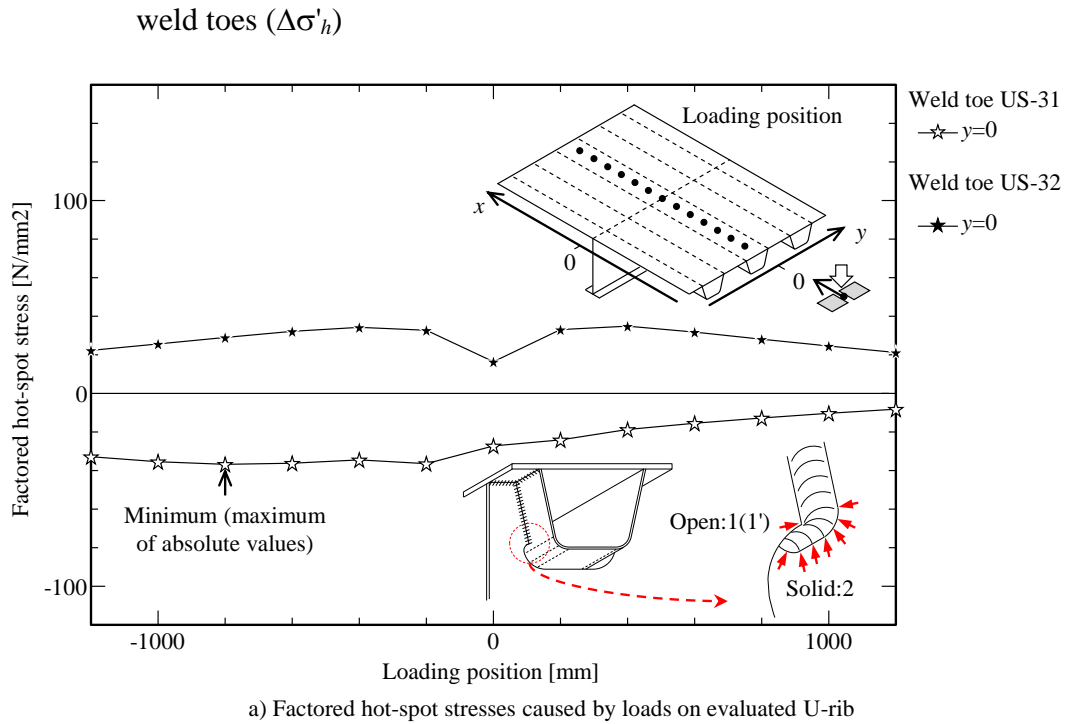 weld toes (Δσ'h)
Factored hot-spot stress [N/mm2]
100
0
-100
Loading position
x
y
0
0
Weld toe US-31
y=0
Weld toe US-32
y=0
Minimum (maximum
of absolute values)
Open:1(1')
Solid:2
-1000
0
1000
Loading position [mm]
a) Factored hot-spot stresses caused by loads on evaluated U-rib